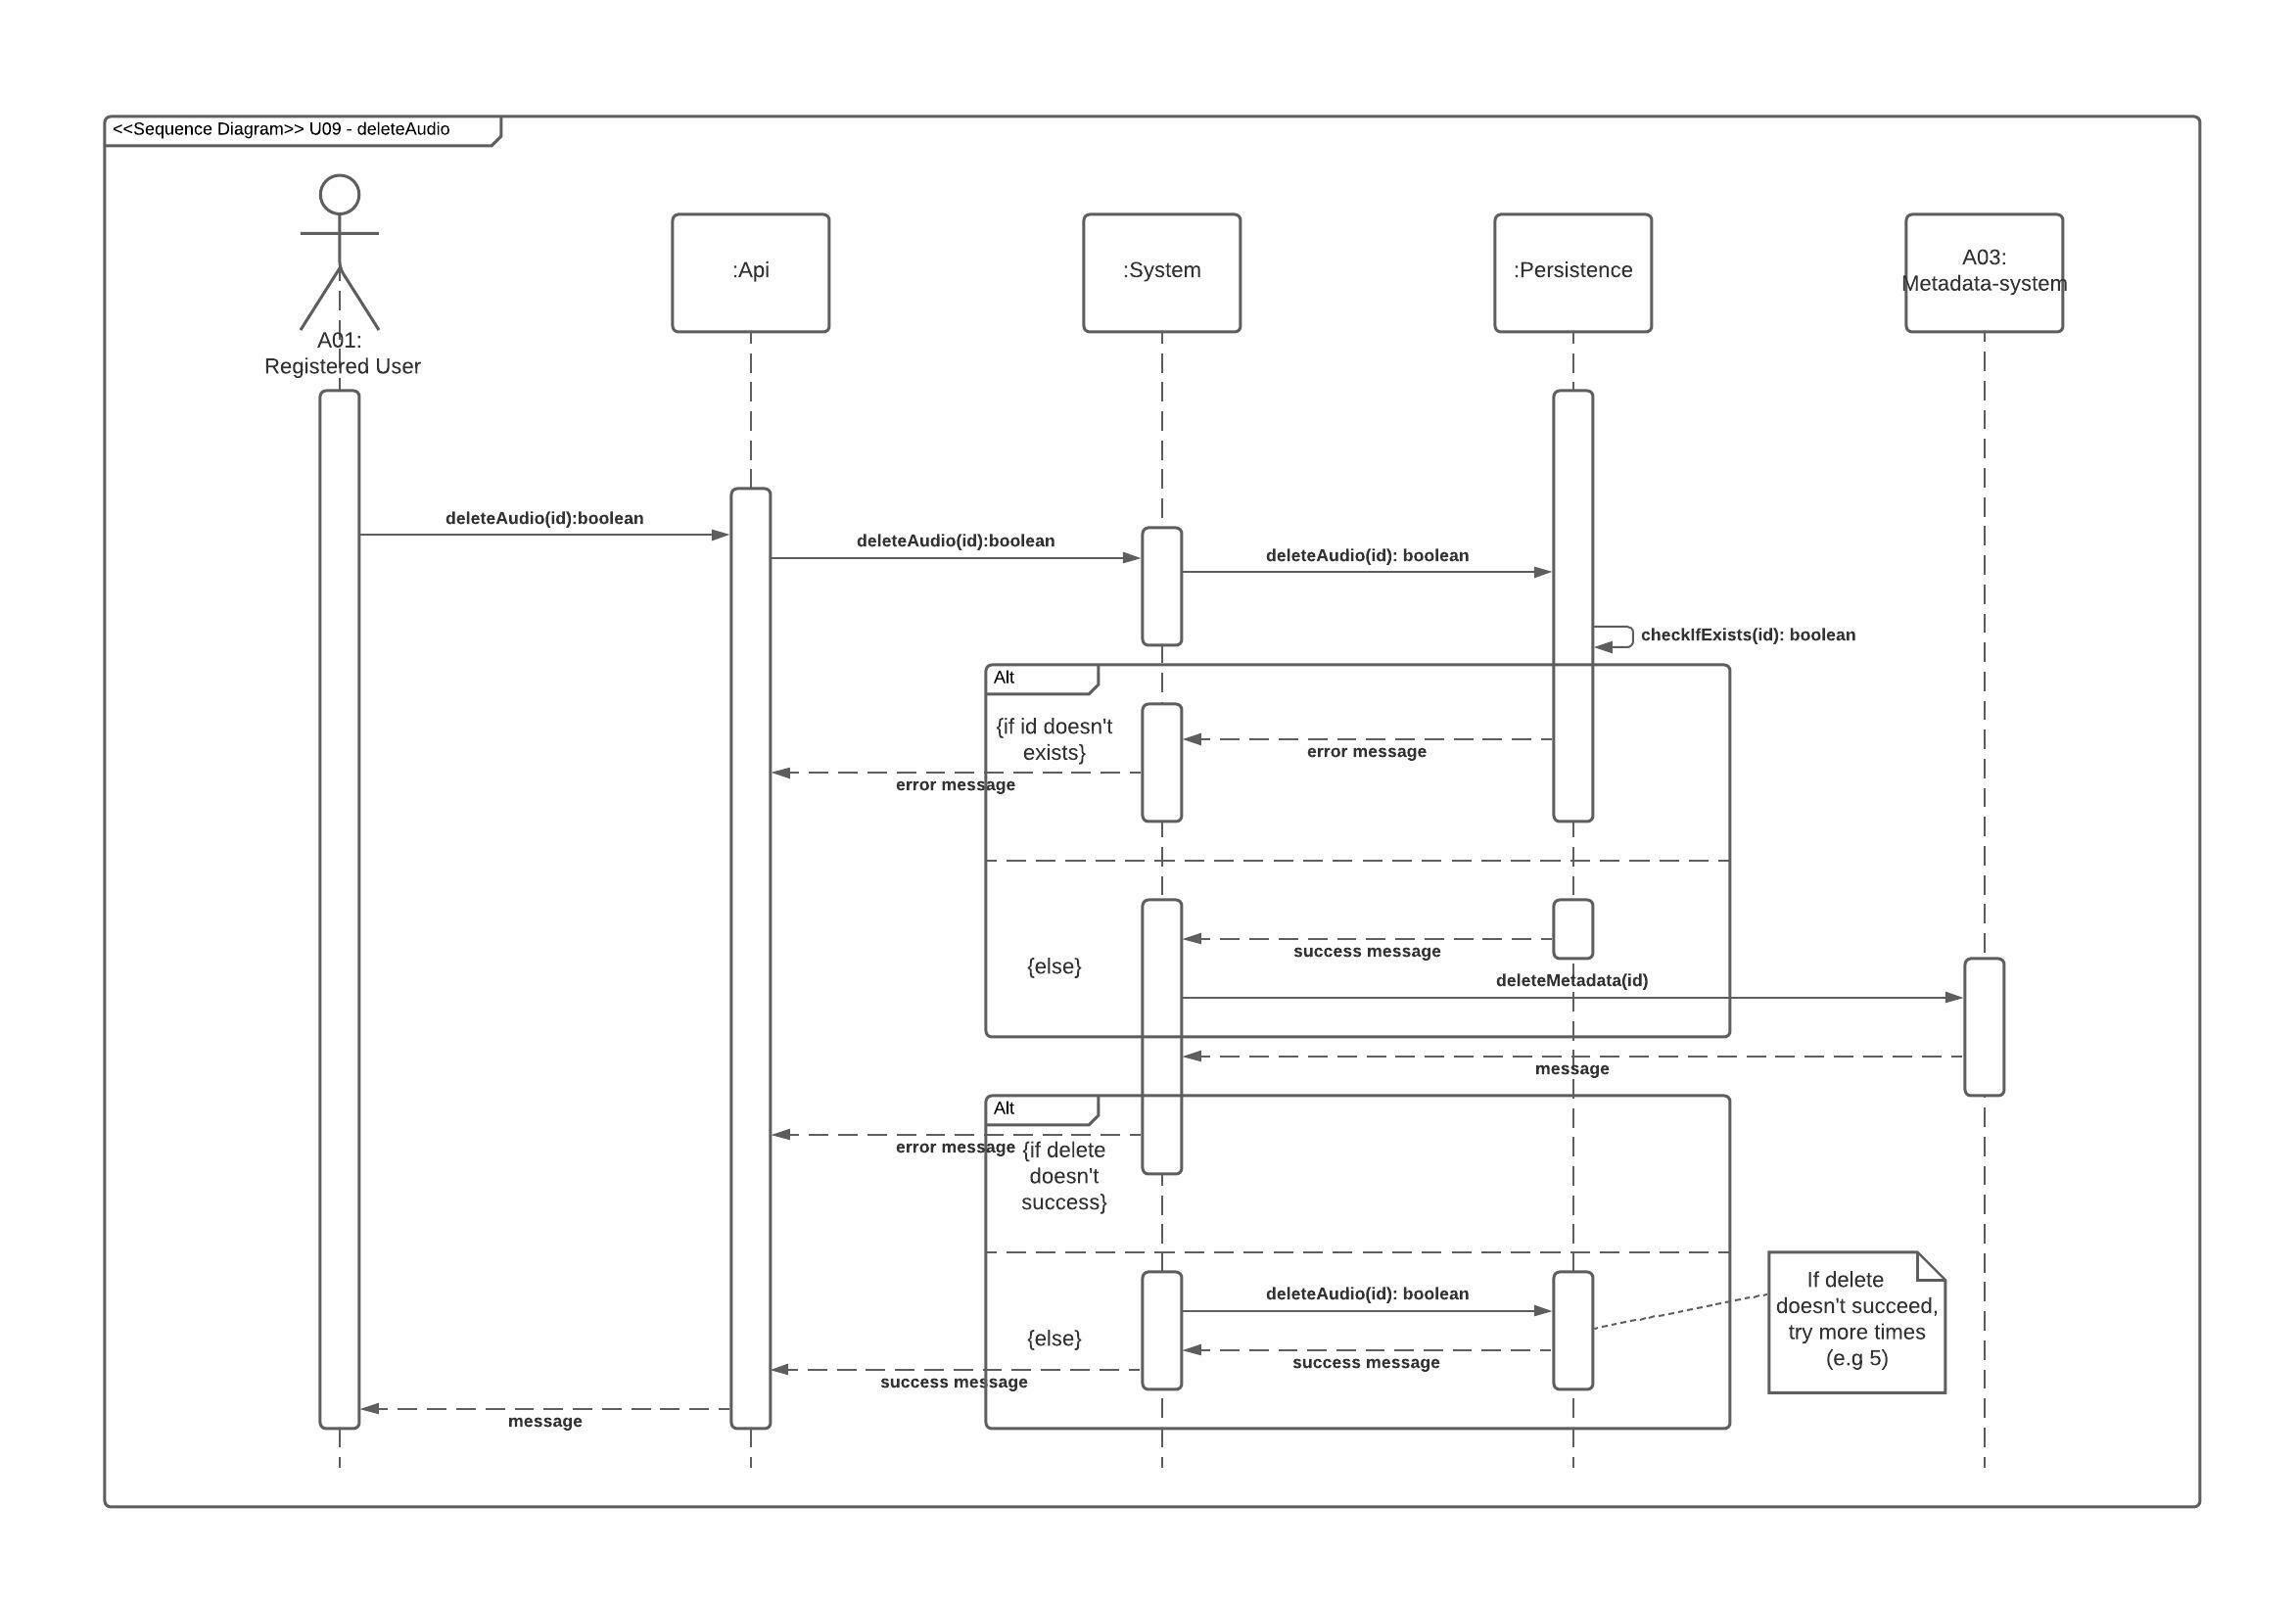 <<Sequence Diagram>> U09 - deleteAudio
A01:
Registered User
:Api
:System
:Persistence
A03:
Metadata-system
deleteAudio(id):boolean
deleteAudio(id):boolean
deleteAudio(id): boolean
checkIfExists(id): boolean
Alt
{if id doesn't
exists}
error message
error message
success message
{else}
deleteMetadata(id)
message
Alt
error message
{if delete
doesn't
success}
If delete
doesn't succeed,
try more times
(e.g 5)
deleteAudio(id): boolean
{else}
success message
success message
message